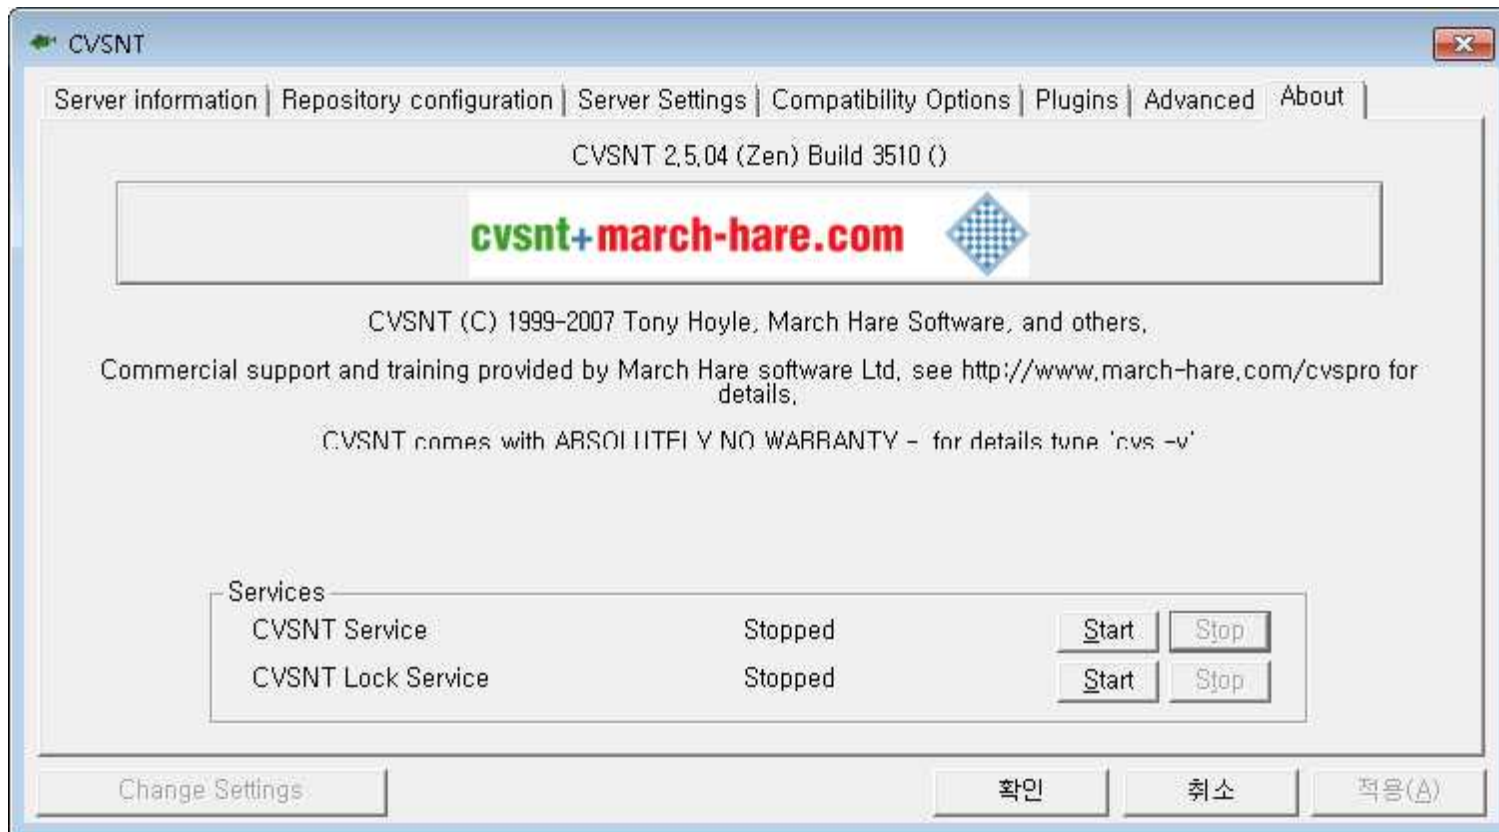 CVSNT
Server information | Repository configuration | Server Settings | Compatibility Options | Plugins | Advanced | About
CVSNT 2,5,04 (Zen) Build 3510 ()
cvsnt+march-hare.com
CVSNT (C) 1999-2007 Tony Hoyle, March Hare Software, and others,
Commercial support and training provided by March Hare software Ltd, see http://www,march-hare,com/cvspro for
details,
CVSNT comes with ABSOLUTELY NO WARRANTY - for details type 'cvs -v'
Services
CVSNT Service Stopped Start Stop
CVSNT Lock Service Stopped Start Stop
Change Settings 확인 취소 적용(A)